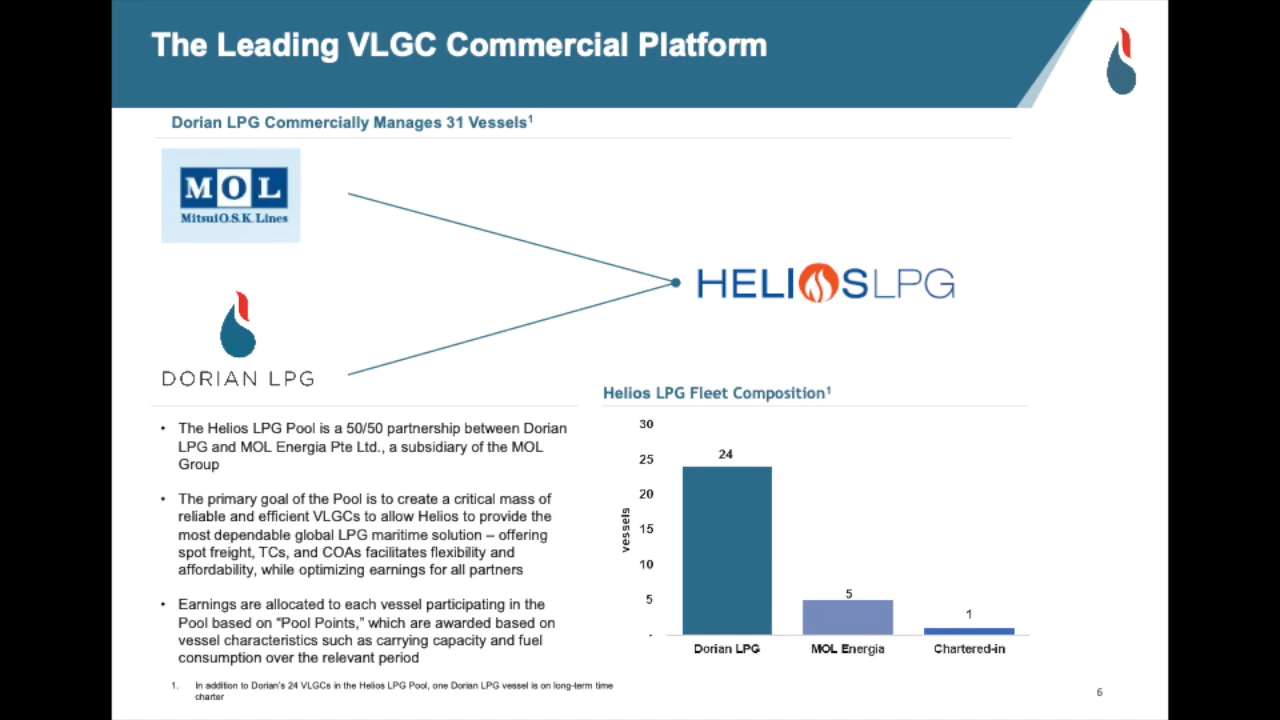 The Leading VLGC Commercial Platform
Dorian LPG Commercially Manages 31 Vessels¹
MOL
Mitsui O.S.K. Lines
HELIOSLPG
DORIAN LPG
• The Helios LPG Pool is a 50/50 partnership between Dorian
LPG and MOL Energia Pte Ltd., a subsidiary of the MOL
Group
• The primary goal of the Pool is to create a critical mass of
reliable and efficient VLGCs to allow Helios to provide the
most dependable global LPG maritime solution – offering
spot freight, TCs, and COAs facilitates flexibility and
affordability, while optimizing earnings for all partners
• Earnings are allocated to each vessel participating in the
Pool based on “Pool Points,” which are awarded based on
vessel characteristics such as carrying capacity and fuel
consumption over the relevant period
Helios LPG Fleet Composition¹
vessels
30
25
20
15
10
5
-
24
5
1
Dorian LPG
MOL Energia
Chartered-in
1. In addition to Dorian's 24 VLGCs in the Helios LPG Pool, one Dorian LPG vessel is on long-term time
charter
6